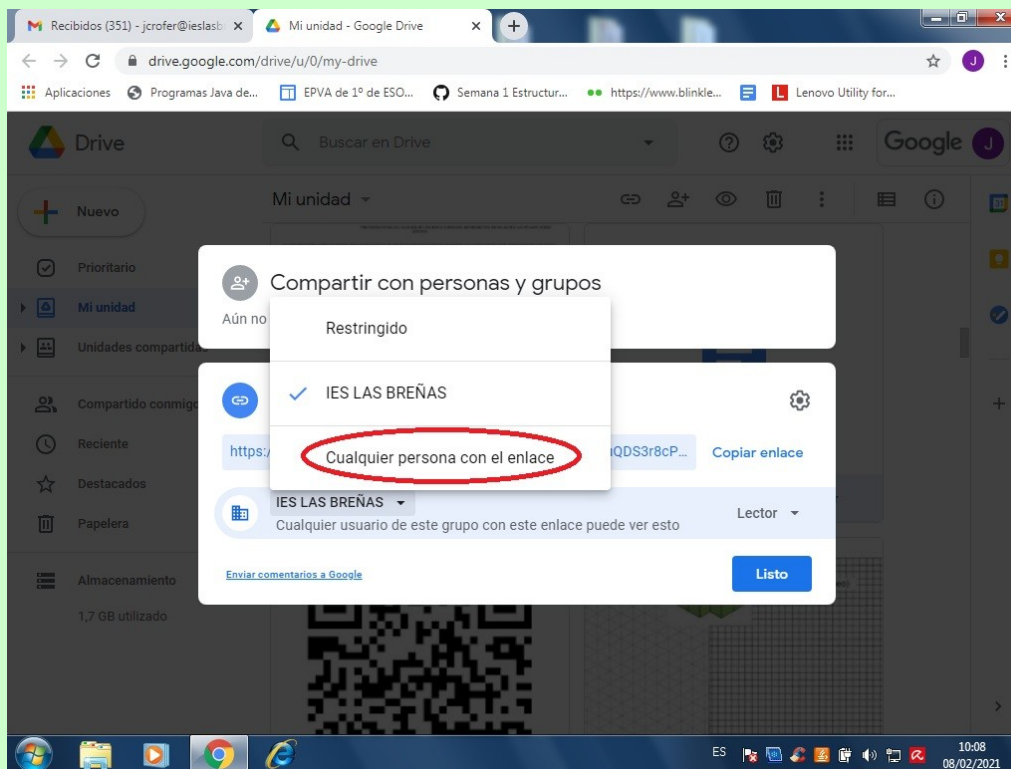 Recibidos (351) - jcrofer@ieslasb
Mi unidad - Google Drive
drive.google.com/drive/u/0/my-drive
J
Aplicaciones
Programas Java de...
EPVA de 1º de ESO...
Semana 1 Estructur...
https://www.blinkle...
Lenovo Utility for...
Drive
Buscar en Drive
Google
J
Nuevo
Mi unidad
Prioritario
Mi unidad
Unidades compartidas
Compartido conmigo
Reciente
Destacados
Papelera
Almacenamiento
1,7 GB utilizado
Compartir con personas y grupos
Aún no
Restringido
IES LAS BREÑAS
Cualquier persona con el enlace
https:/
QDS3r8cP...
Copiar enlace
IES LAS BREÑAS
Cualquier usuario de este grupo con este enlace puede ver esto
Lector
Enviar comentarios a Google
Listo
ES
10:08
08/02/2021